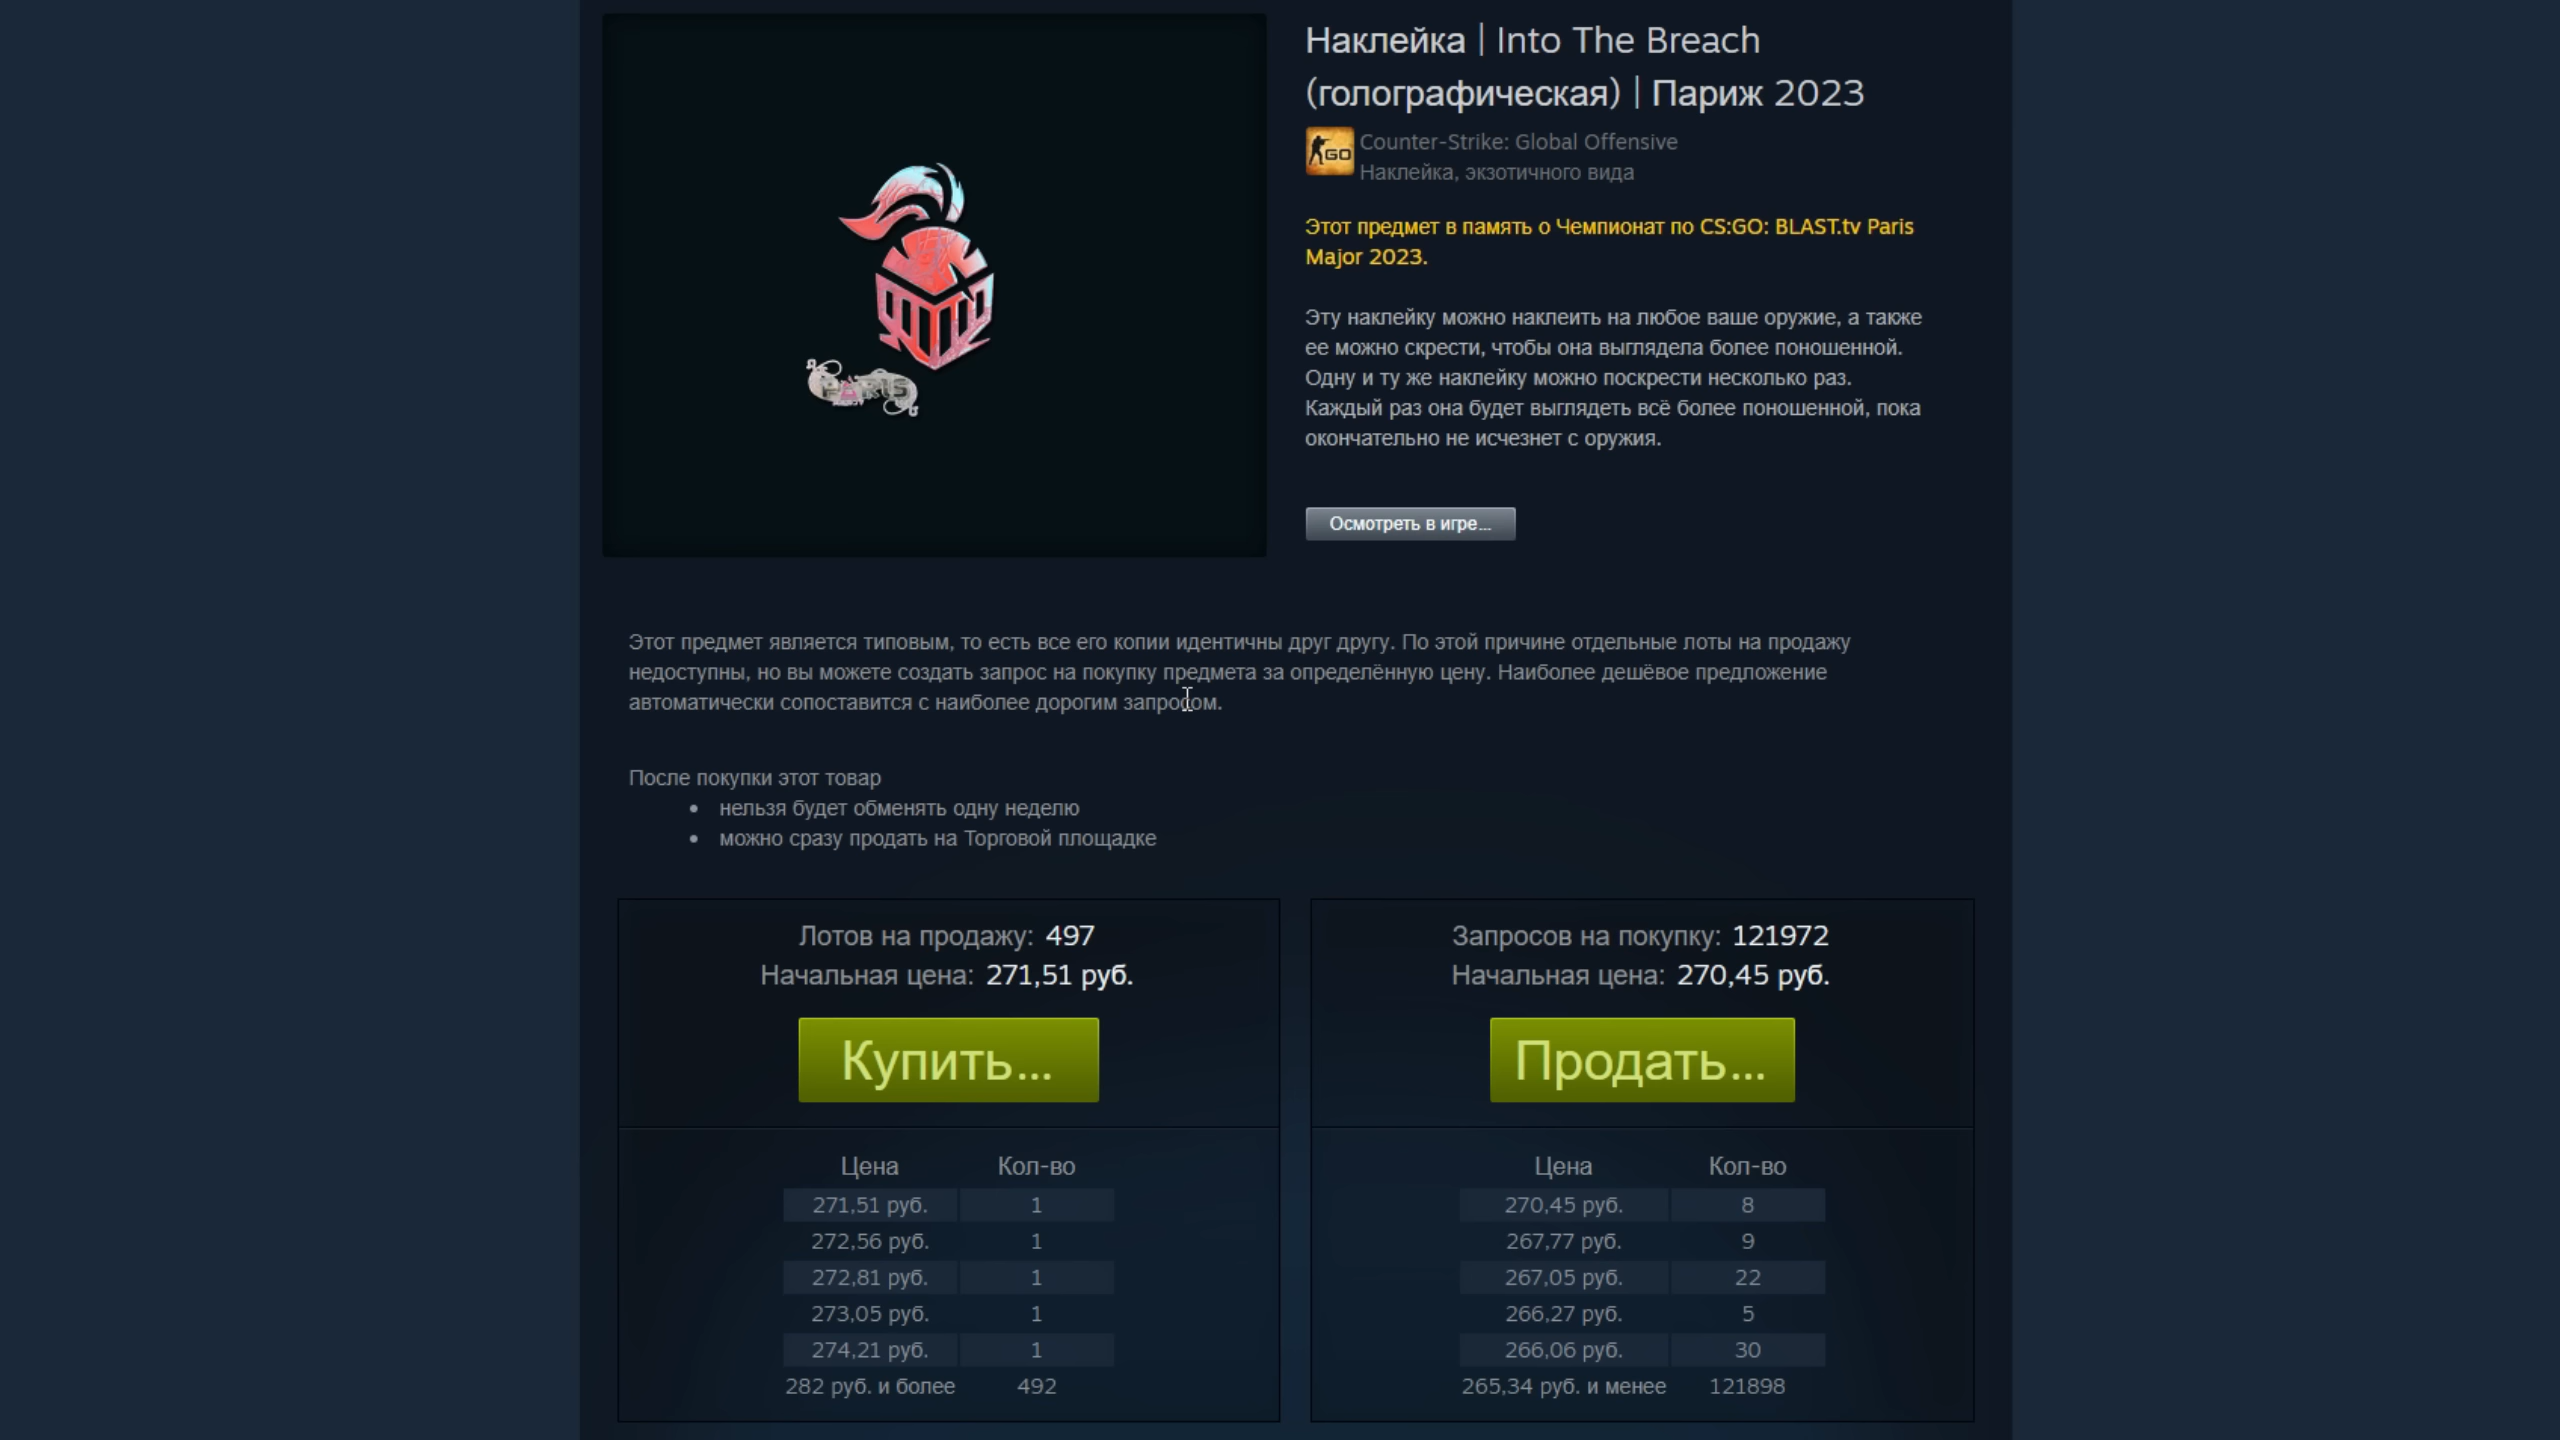 Наклейка | Into The Breach
(голографическая) | Париж 2023
GO
Counter-Strike: Global Offensive
Наклейка, экзотичного вида
Этот предмет в память о Чемпионат по CS:GO: BLAST.tv Paris
Major 2023.
Эту наклейку можно наклеить на любое ваше оружие, а также
ее можно скрести, чтобы она выглядела более поношенной.
Одну и ту же наклейку можно поскрести несколько раз.
Каждый раз она будет выглядеть всё более поношенной, пока
окончательно не исчезнет с оружия.
PARIS
Осмотреть в игре...
Этот предмет является типовым, то есть все его копии идентичны друг другу. По этой причине отдельные лоты на продажу
недоступны, но вы можете создать запрос на покупку предмета за определённую цену. Наиболее дешёвое предложение
автоматически сопоставится с наиболее дорогим запросом.
После покупки этот товар
• нельзя будет обменять одну неделю
• можно сразу продать на Торговой площадке
Лотов на продажу: 497
Начальная цена: 271,51 руб.
Купить...
Цена Кол-во
271,51 руб. 1
272,56 руб. 1
272,81 руб. 1
273,05 руб. 1
274,21 руб. 1
282 руб. и более 492
Запросов на покупку: 121972
Начальная цена: 270,45 руб.
Продать...
Цена Кол-во
270,45 руб. 8
267,77 руб. 9
267,05 руб. 22
266,27 руб. 5
266,06 руб. 30
265,34 руб. и менее 121898